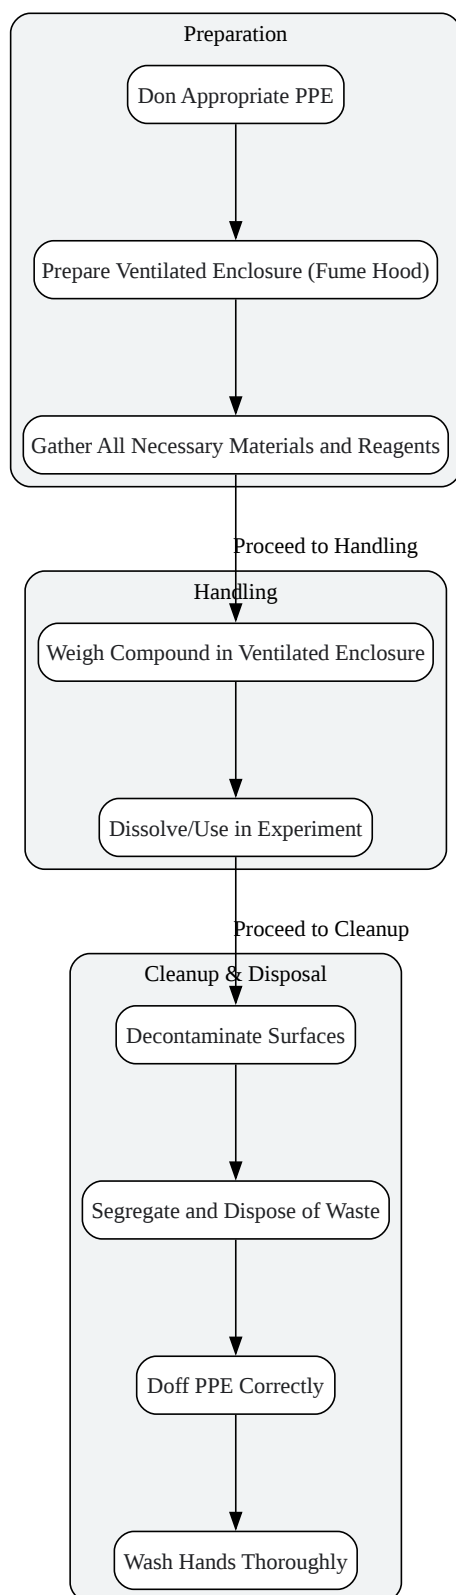 Preparation
Don Appropriate PPE
Prepare Ventilated Enclosure (Fume Hood)
Gather All Necessary Materials and Reagents
Proceed to Handling
Handling
Weigh Compound in Ventilated Enclosure
Dissolve/Use in Experiment
Proceed to Cleanup
Cleanup & Disposal
Decontaminate Surfaces
Segregate and Dispose of Waste
Doff PPE Correctly
Wash Hands Thoroughly